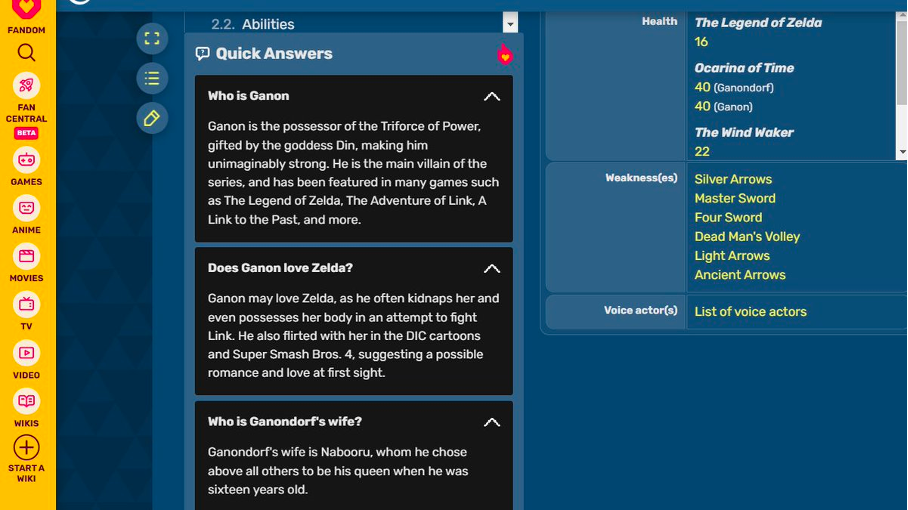 FANDOM
FAN
CENTRAL
BETA
GAMES
ANIME
MOVIES
TV
VIDEO
WIKIS
START A
WIKI
2.2. Abilities
Quick Answers
Who is Ganon
Ganon is the possessor of the Triforce of Power,
gifted by the goddess Din, making him
unimaginably strong. He is the main villain of the
series, and has been featured in many games such
as The Legend of Zelda, The Adventure of Link, A
Link to the Past, and more.
Does Ganon love Zelda?
Ganon may love Zelda, as he often kidnaps her and
even possesses her body in an attempt to fight
Link. He also flirted with her in the DIC cartoons
and Super Smash Bros. 4, suggesting a possible
romance and love at first sight.
Who is Ganondorf's wife?
Ganondorf's wife is Nabooru, whom he chose
above all others to be his queen when he was
sixteen years old.
Health
The Legend of Zelda
16
Ocarina of Time
40 (Ganondorf)
40 (Ganon)
The Wind Waker
22
Weakness(es)
Silver Arrows
Master Sword
Four Sword
Dead Man's Volley
Light Arrows
Ancient Arrows
Voice actor(s)
List of voice actors